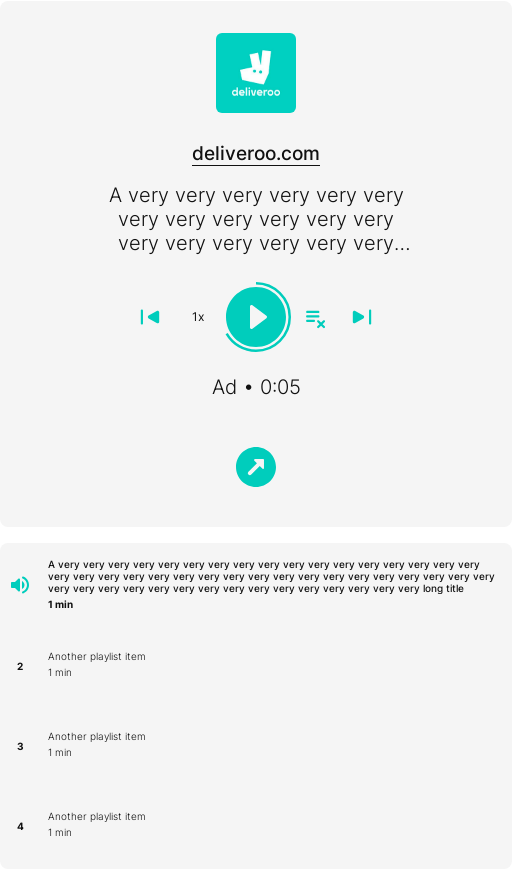 deliveroo
deliveroo.com
A very very very very very very
very very very very very very
very very very very very very...
1x
Ad • 0:05
A very very very very very very very very very very very very very very very very very
very very very very very very very very very very very very very very very very very very
very very very very very very very very very very very very very very very long title
1 min
2
Another playlist item
1 min
3
Another playlist item
1 min
4
Another playlist item
1 min